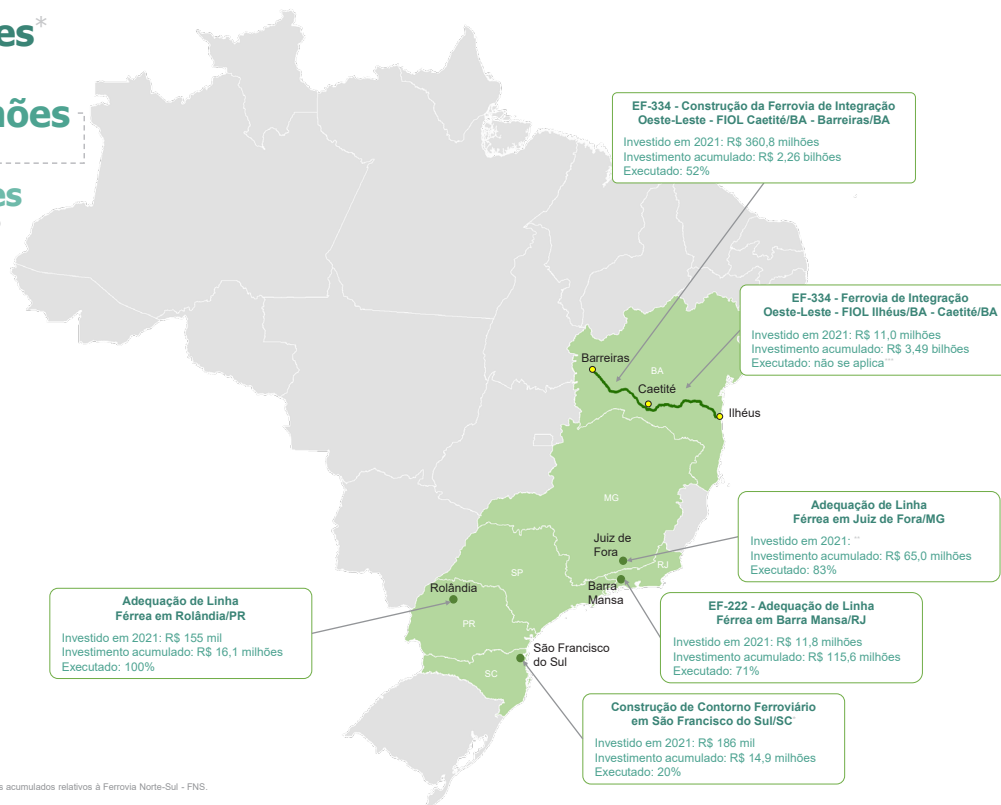 es*
ões
es
EF-334 - Construção da Ferrovia de Integração
Oeste-Leste - FIOL Caetité/BA - Barreiras/BA
Investido em 2021: R$ 360,8 milhões
Investimento acumulado: R$ 2,26 bilhões
Executado: 52%
EF-334 - Ferrovia de Integração
Oeste-Leste - FIOL Ilhéus/BA - Caetité/BA
Investido em 2021: R$ 11,0 milhões
Investimento acumulado: R$ 3,49 bilhões
Executado: não se aplica***
Barreiras
BA
Caetité
Ilhéus
MG
Adequação de Linha
Férrea em Juiz de Fora/MG
Investido em 2021: **
Investimento acumulado: R$ 65,0 milhões
Executado: 83%
Juiz de
Fora
RJ
SP
Barra
Mansa
Rolândia
PR
Adequação de Linha
Férrea em Rolândia/PR
Investido em 2021: R$ 155 mil
Investimento acumulado: R$ 16,1 milhões
Executado: 100%
EF-222 - Adequação de Linha
Férrea em Barra Mansa/RJ
Investido em 2021: R$ 11,8 milhões
Investimento acumulado: R$ 115,6 milhões
Executado: 71%
São Francisco
do Sul
SC
Construção de Contorno Ferroviário
em São Francisco do Sul/SC*
Investido em 2021: R$ 186 mil
Investimento acumulado: R$ 14,9 milhões
Executado: 20%
s acumulados relativos à Ferrovia Norte-Sul - FNS.